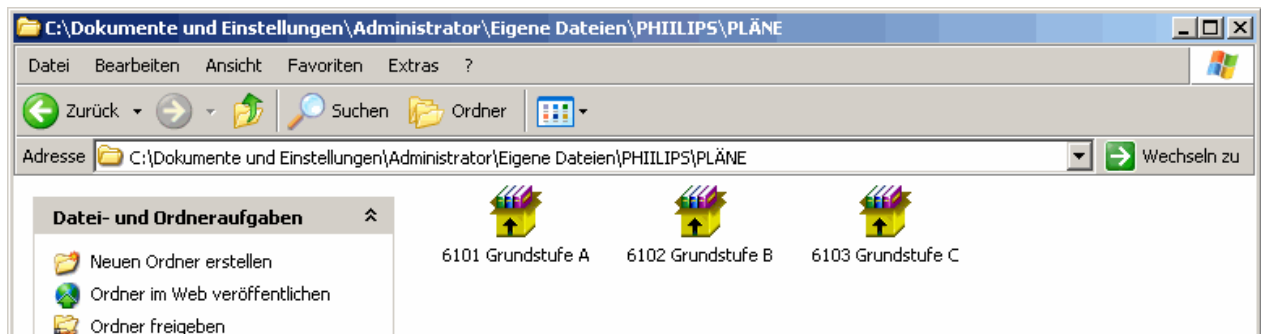 C:\Dokumente und Einstellungen\Administrator\Eigene Dateien\PHIILIPS\PLÄNE
Datei Bearbeiten Ansicht Favoriten Extras ?
Zurück Suchen Ordner
Adresse C:\Dokumente und Einstellungen\Administrator\Eigene Dateien\PHIILIPS\PLÄNE Wechseln zu
Datei- und Ordneraufgaben
6101 Grundstufe A 6102 Grundstufe B 6103 Grundstufe C
Neuen Ordner erstellen
Ordner im Web veröffentlichen
Ordner freigeben